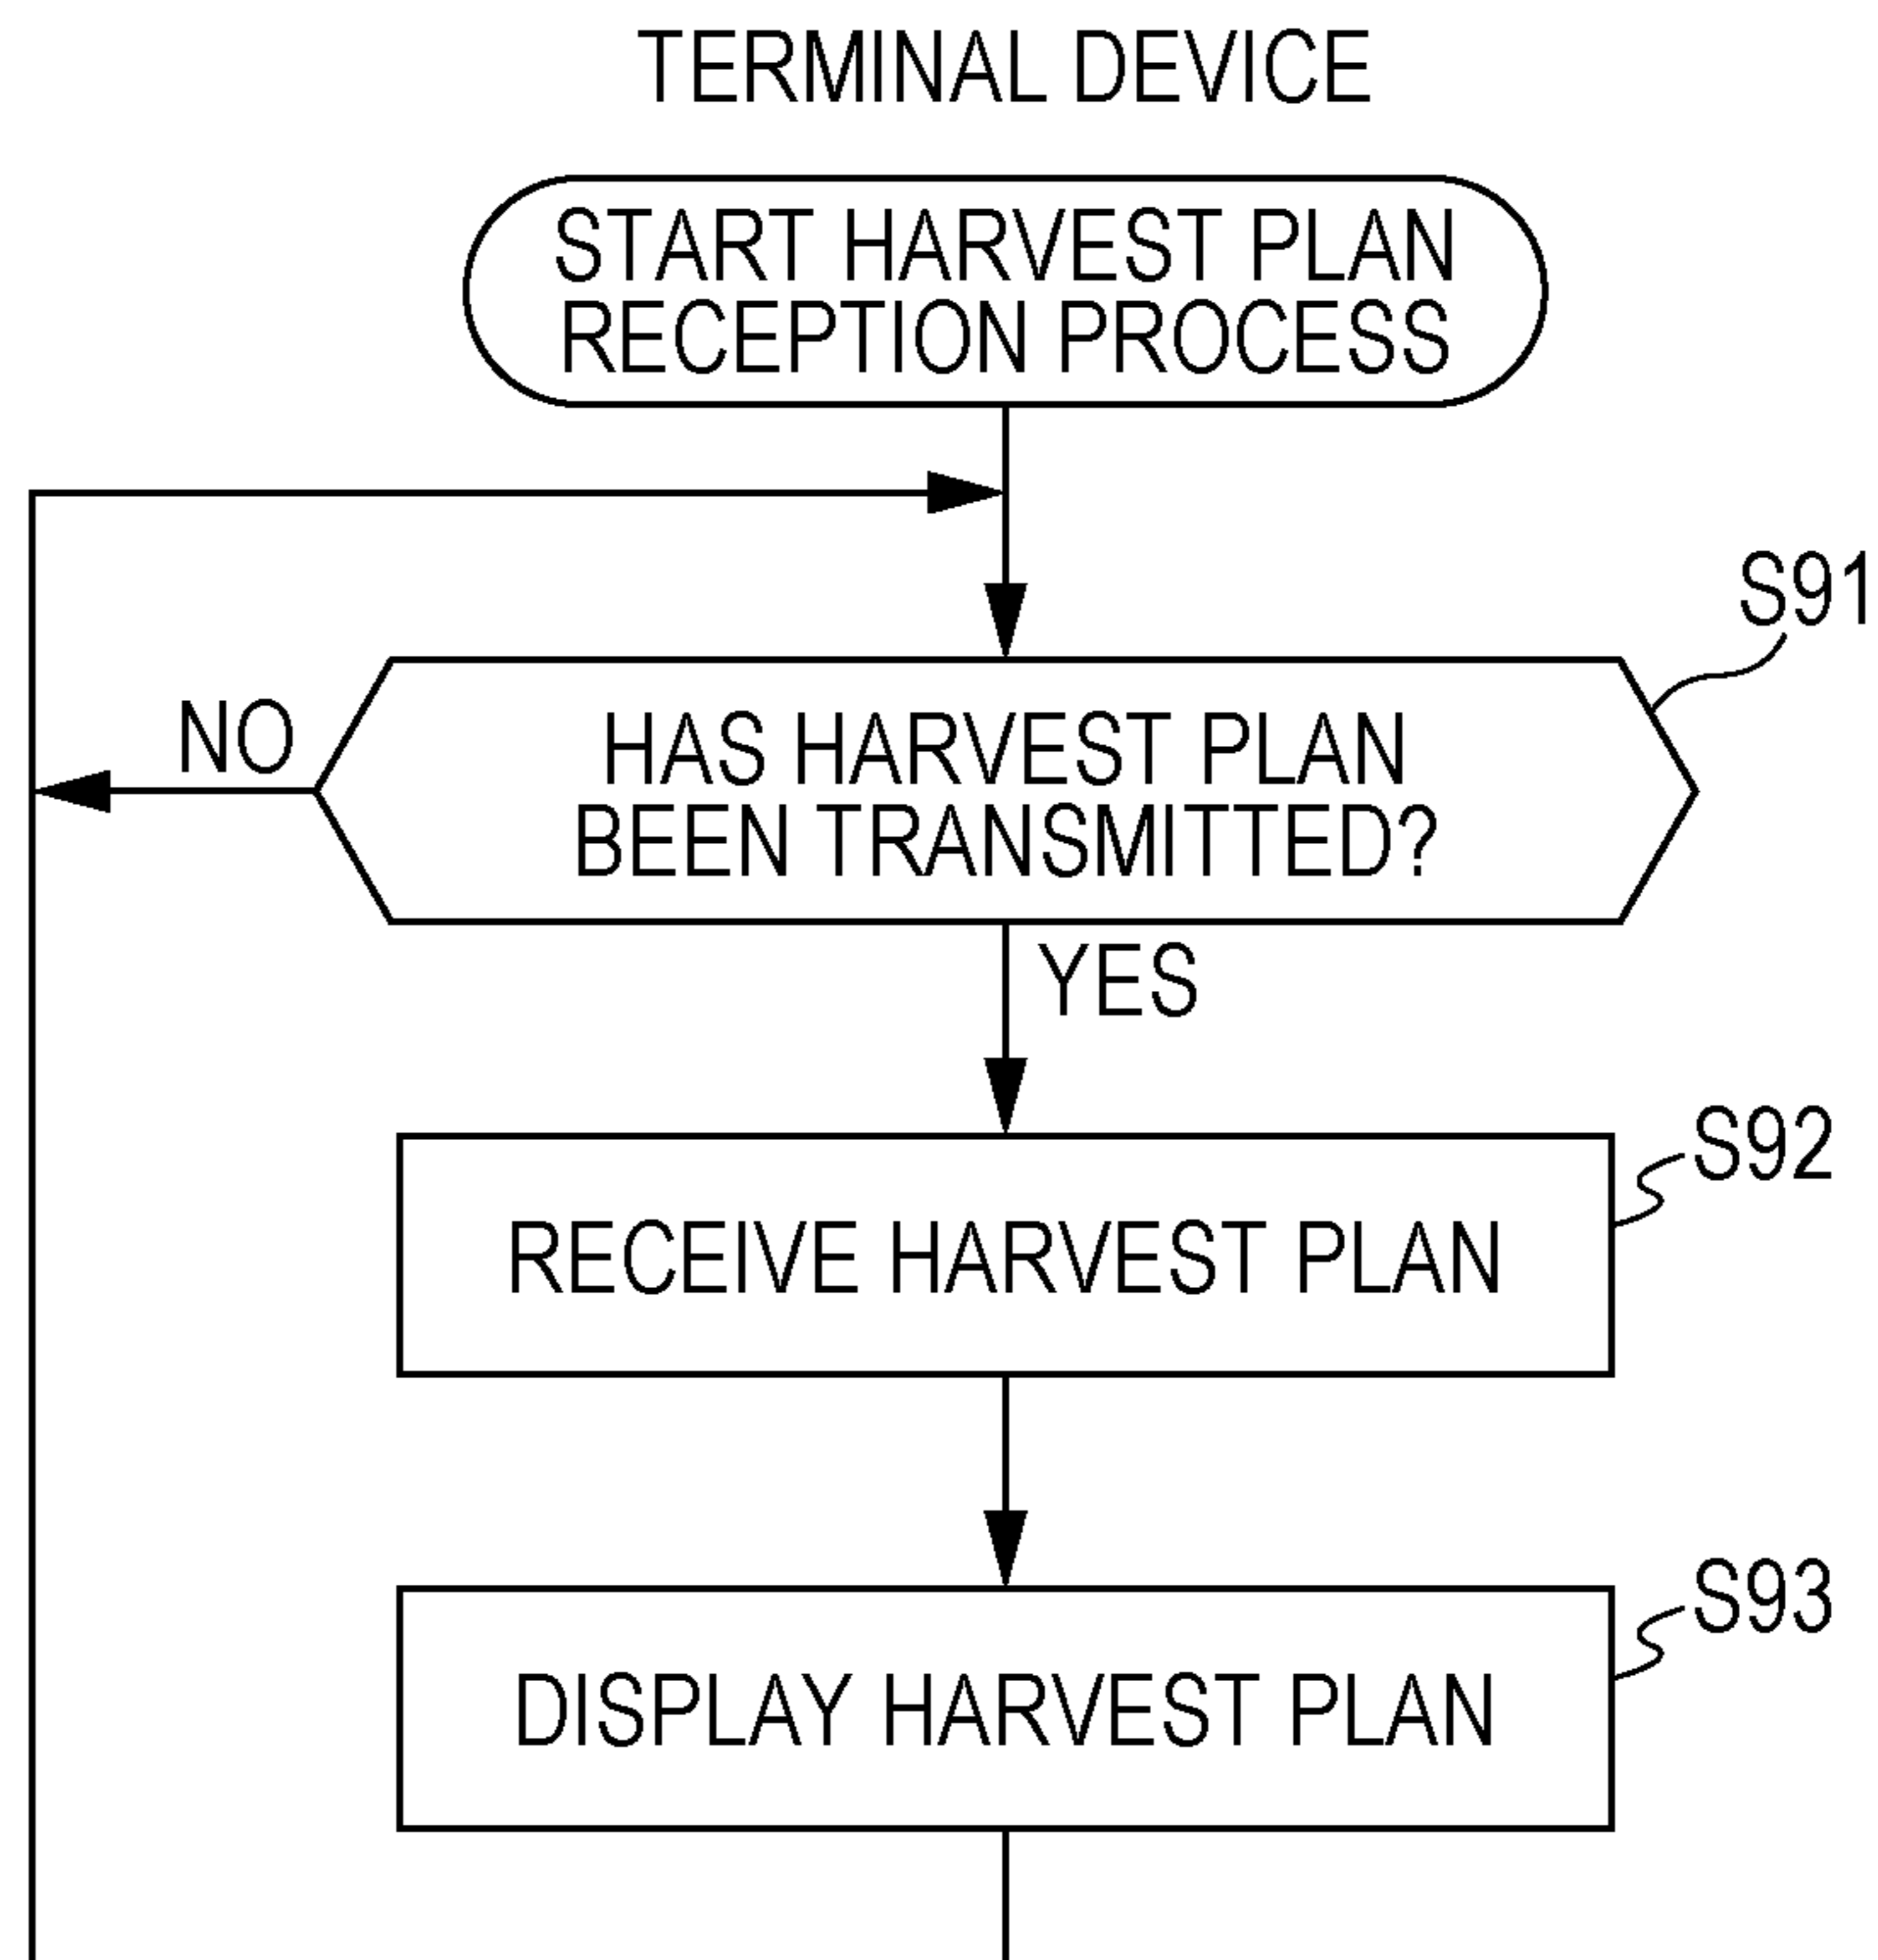 TERMINAL DEVICE
START HARVEST PLAN
RECEPTION PROCESS
S91
NO
HAS HARVEST PLAN
BEEN TRANSMITTED?
YES
S92
RECEIVE HARVEST PLAN
S93
DISPLAY HARVEST PLAN